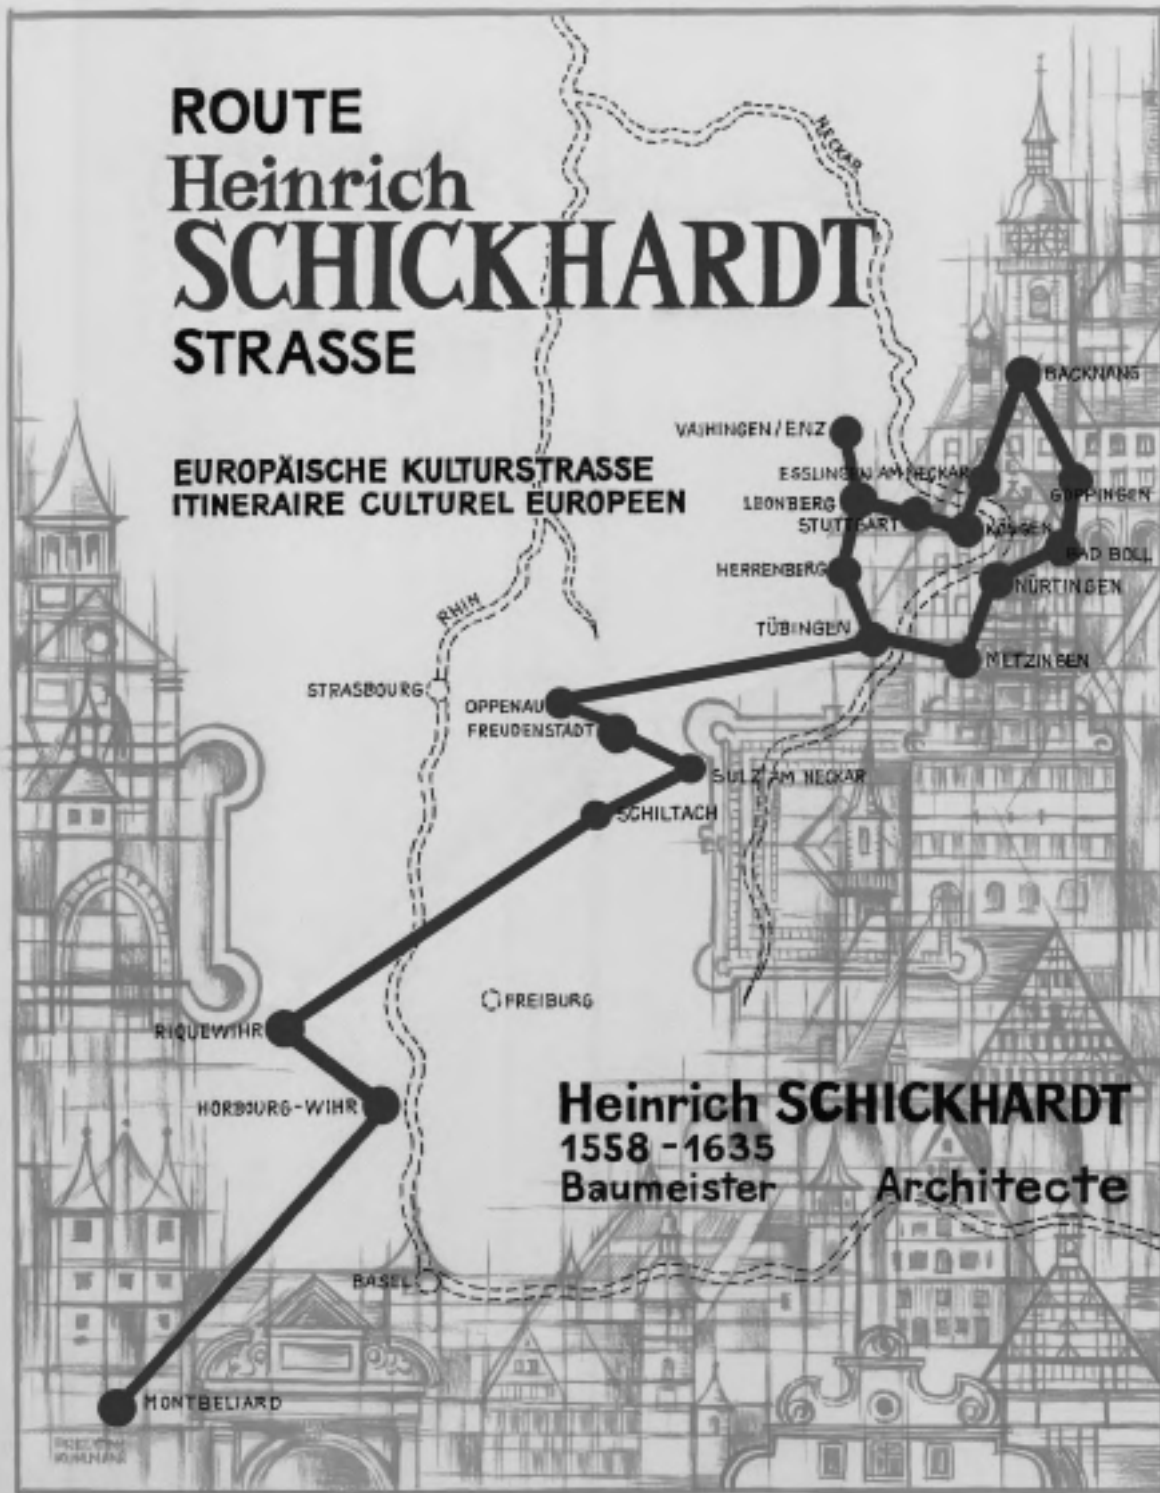 ROUTE
Heinrich
SCHICKHARDT
STRASSE
NECKAR
BACKNANG
VAIHINGEN/ENZ
EUROPÄISCHE KULTURSTRASSE
ITINERAIRE CULTUREL EUROPEEN
ESSLINGEN AM NECKAR
GÖPPINGEN
LEONBERG
STUTTGART
KÖNGEN
BAD BOLL
HERRENBERG
NÜRTINGEN
RHIN
TÜBINGEN
METZINGEN
STRASBOURG
OPPENAU
FREUDENSTADT
SULZ AM NECKAR
SCHILTACH
FREIBURG
RIQUEWIHR
HORBOURG-WIHR
Heinrich SCHICKHARDT
1558-1635
Baumeister Architecte
BASEL
MONTBELIARD